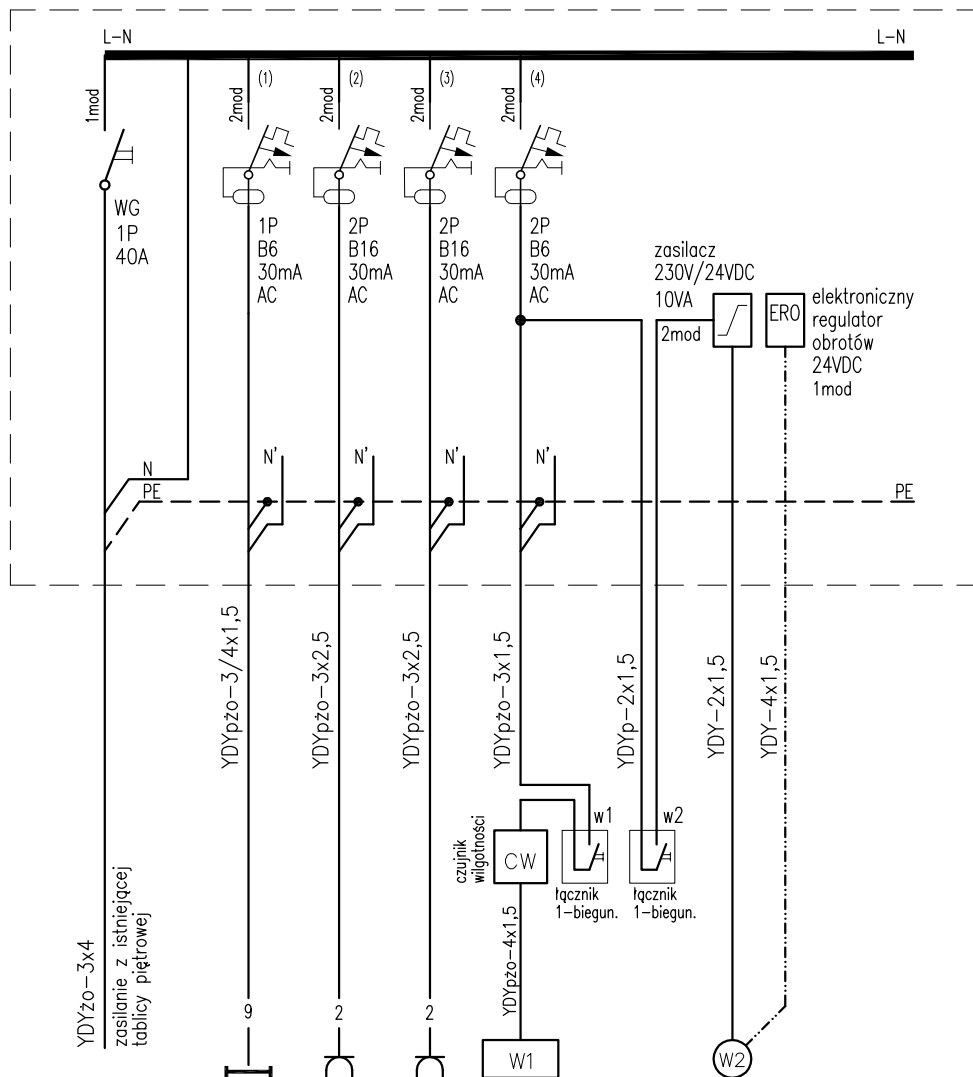 L-N
L-N
1mod
2mod
(1)
2mod
(2)
2mod
(3)
2mod
(4)
WG
1P
40A
1P
B6
30mA
AC
2P
B16
30mA
AC
2P
B16
30mA
AC
2P
B6
30mA
AC
zasilacz
230V/24VDC
10VA
2mod
ERO
elektroniczny
regulator
obrotów
24VDC
1mod
N
PE
N'
N'
N'
N'
PE
YDYżo-3x4
zasilanie z istniejącej
tablicy piętrowej
YDYpżo-3/4x1,5
YDYpżo-3x2,5
YDYpżo-3x2,5
YDYpżo-3x1,5
YDYp-2x1,5
YDY-2x1,5
YDY-4x1,5
czujnik
wilgotności
CW
w1
łącznik
1-biegun.
w2
łącznik
1-biegun.
YDYpżo-4x1,5
9
2
2
W1
W2